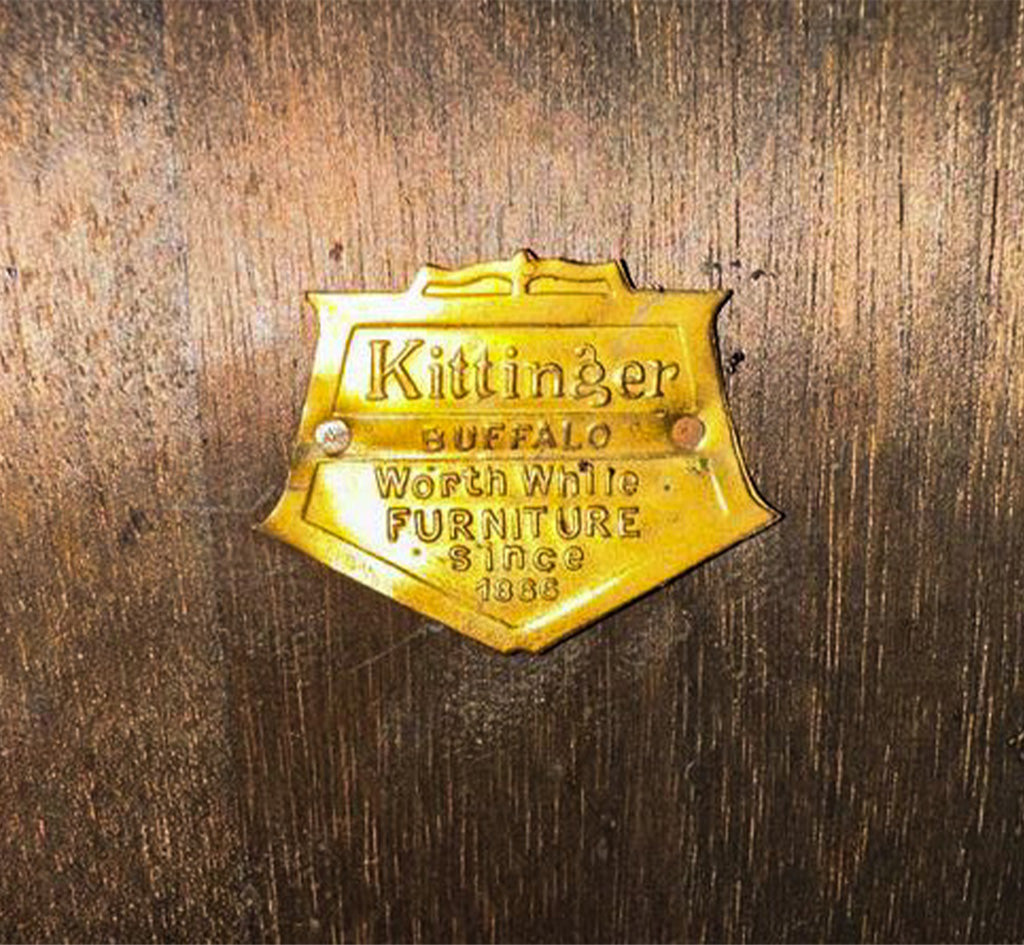 Kittinger
BUFFALO
Worth While
FURNITURE
since
1866